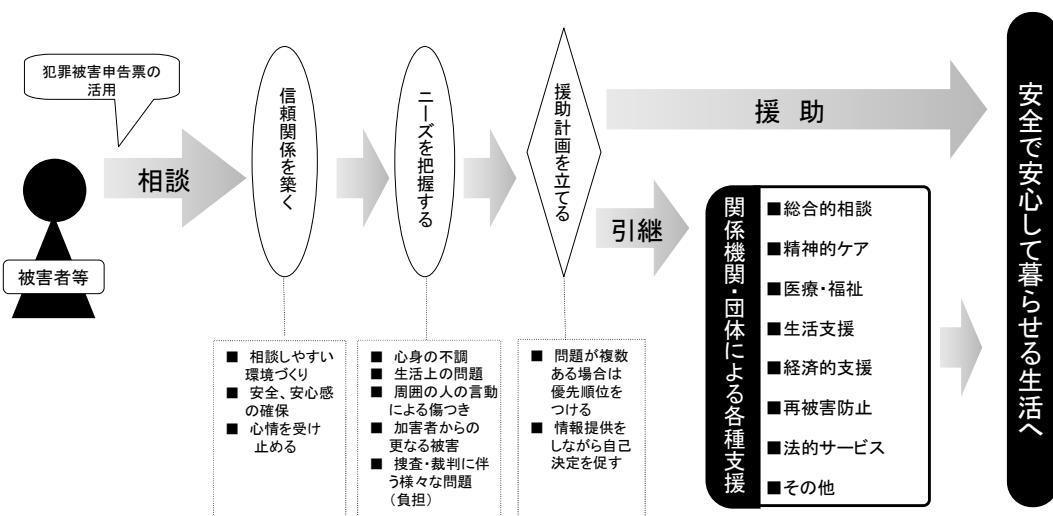 犯罪被害申告票の
活用
被害者等
相談
信頼関係を築く
ニーズを把握する
援助計画を立てる
援 助
引継
関係機関・団体による各種支援
■総合的相談
■精神的ケア
■医療・福祉
■生活支援
■経済的支援
■再被害防止
■法的サービス
■その他
安全で安心して暮らせる生活へ
■ 相談しやすい
環境づくり
■ 安全、安心感
の確保
■ 心情を受け
止める
■ 心身の不調
■ 生活上の問題
■ 周囲の人の言動
による傷つき
■ 加害者からの
更なる被害
■ 捜査・裁判に伴
う様々な問題
(負担)
■ 問題が複数
ある場合は
優先順位を
つける
■ 情報提供を
しながら自己
決定を促す